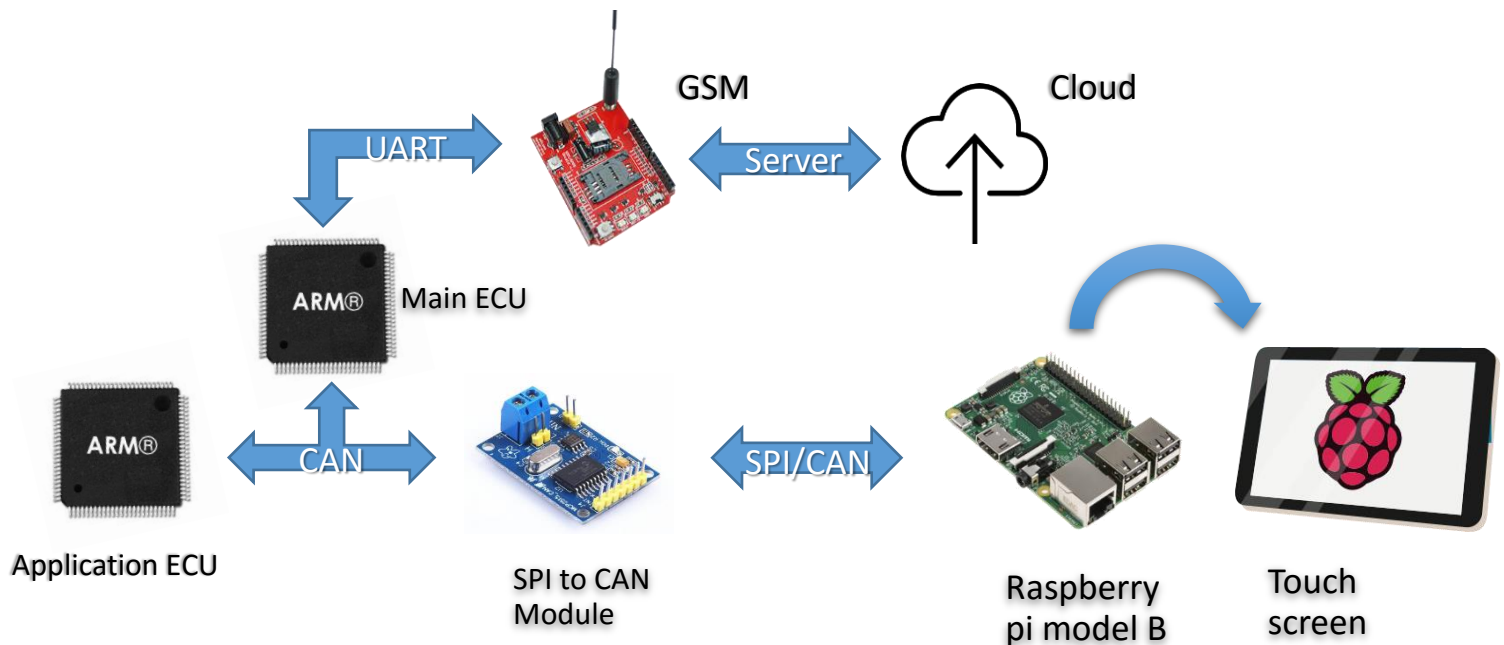 GSM
Cloud
UART
Server
ARM®
Main ECU
ARM®
CAN
SPI/CAN
Application ECU
SPI to CAN
Module
Raspberry
pi model B
Touch
screen